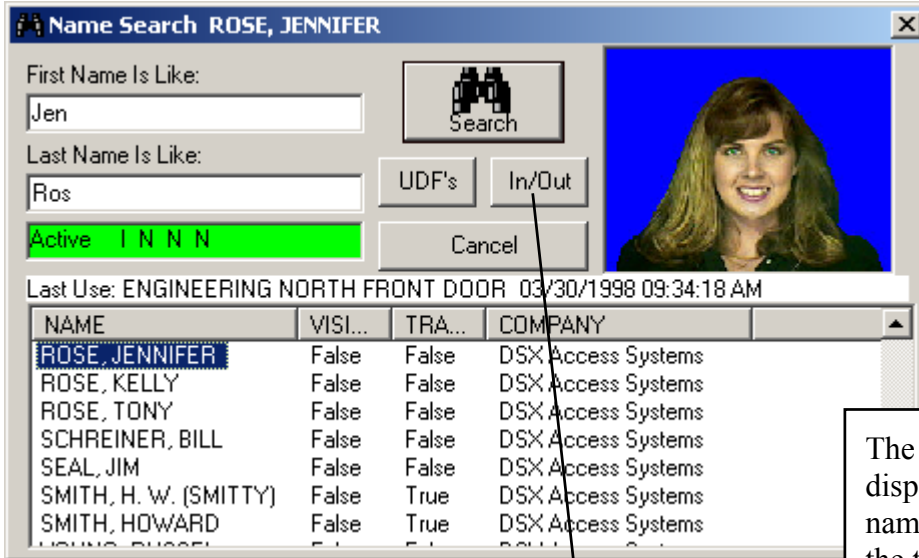 Name Search ROSE, JENNIFER
First Name Is Like:
Jen
Search
Last Name Is Like:
Ros
UDF's
In/Out
Active I N N N
Cancel
Last Use: ENGINEERING NORTH FRONT DOOR 03/30/1998 09:34:18 AM
NAME VISI... TRA... COMPANY
ROSE, JENNIFER False False DSX Access Systems
ROSE, KELLY False False DSX Access Systems
ROSE, TONY False False DSX Access Systems
SCHREINER, BILL False False DSX Access Systems
SEAL, JIM False False DSX Access Systems
SMITH, H. W. (SMITTY) False True DSX Access Systems
SMITH, HOWARD False True DSX Access Systems
The
disp
nam